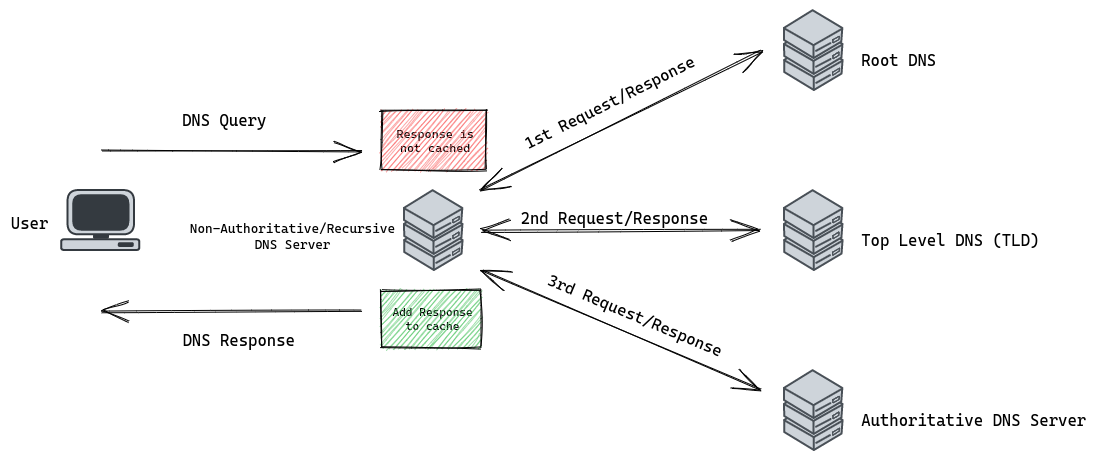 DNS Query
Response is
not cached
1st Request/Response
Root DNS
User
Non-Authoritative/Recursive
DNS Server
2nd Request/Response
Top Level DNS (TLD)
3rd Request/Response
Add Response
to cache
DNS Response
Authoritative DNS Server